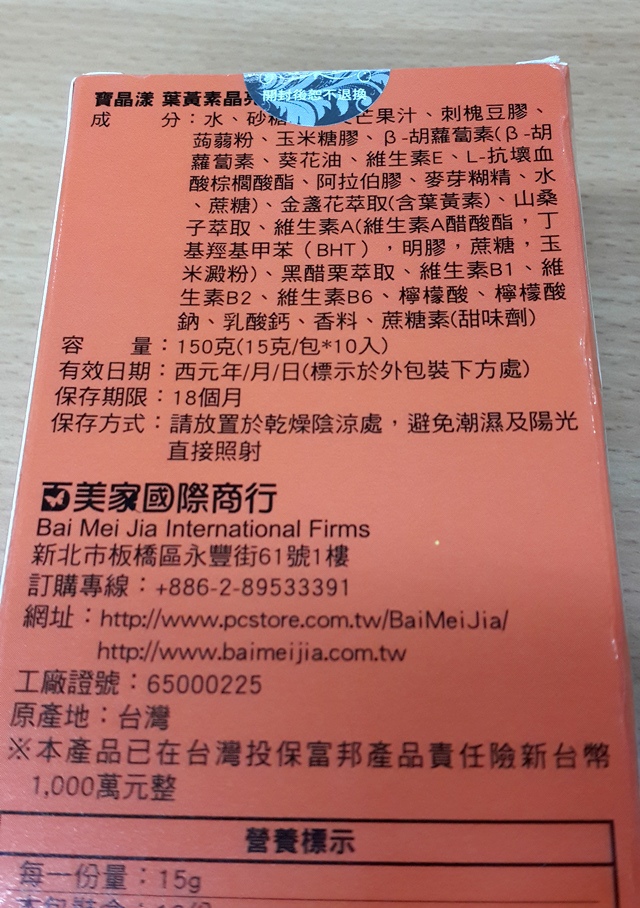 寶晶漾 葉黃素晶
開封後恕不退換
成 分：水、砂糖 芒果汁、刺槐豆膠、
蒟蒻粉、玉米糖膠、β-胡蘿蔔素(β-胡
蘿蔔素、葵花油、維生素E、L-抗壞血
酸棕櫚酸酯、阿拉伯膠、麥芽糊精、水
、蔗糖)、金盞花萃取(含葉黃素)、山桑
子萃取、維生素A(維生素A醋酸酯，丁
基羥基甲苯（BHT），明膠，蔗糖，玉
米澱粉)、黑醋栗萃取、維生素B1、維
生素B2、維生素B6、檸檬酸、檸檬酸
鈉、乳酸鈣、香料、蔗糖素(甜味劑)
容 量：150克(15克/包*10入)
有效日期：西元年/月/日(標示於外包裝下方處)
保存期限：18個月
保存方式：請放置於乾燥陰涼處，避免潮濕及陽光
直接照射
百美家國際商行
Bai Mei Jia International Firms
新北市板橋區永豐街61號1樓
訂購專線：+886-2-89533391
網址：http://www.pcstore.com.tw/BaiMeiJia/
http://www.baimeijia.com.tw
工廠證號：65000225
原產地：台灣
※本產品已在台灣投保富邦產品責任險新台幣
1,000萬元整
營養標示
每一份量：15g